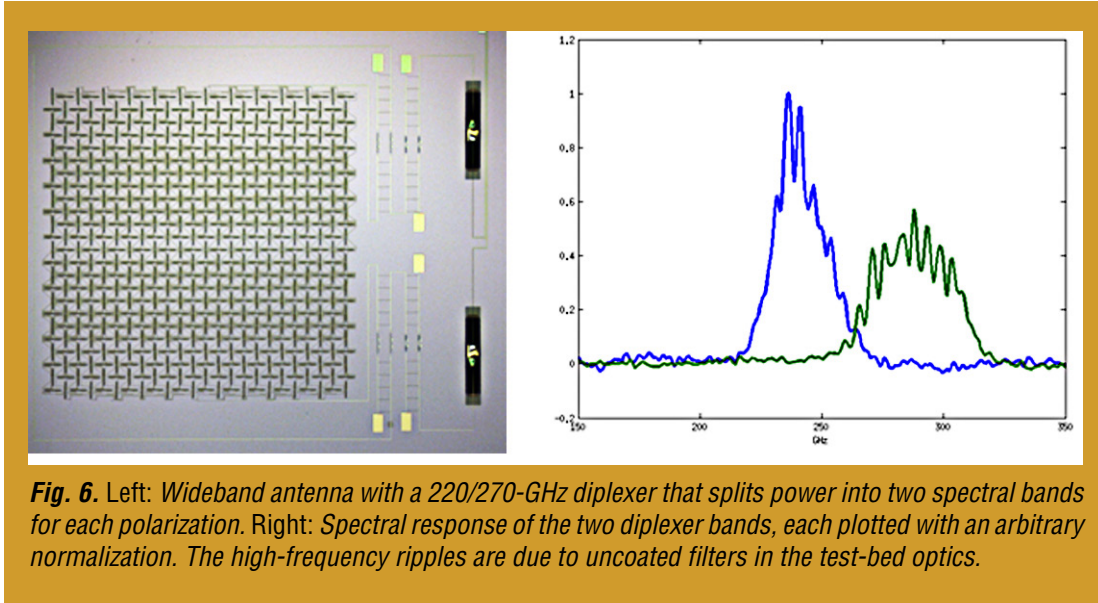 1.2
1
0.8
0.6
0.4
0.2
0
-0.2
150 200 250 300 350
GHz
Fig. 6. Left: Wideband antenna with a 220/270-GHz diplexer that splits power into two spectral bands
for each polarization. Right: Spectral response of the two diplexer bands, each plotted with an arbitrary
normalization. The high-frequency ripples are due to uncoated filters in the test-bed optics.